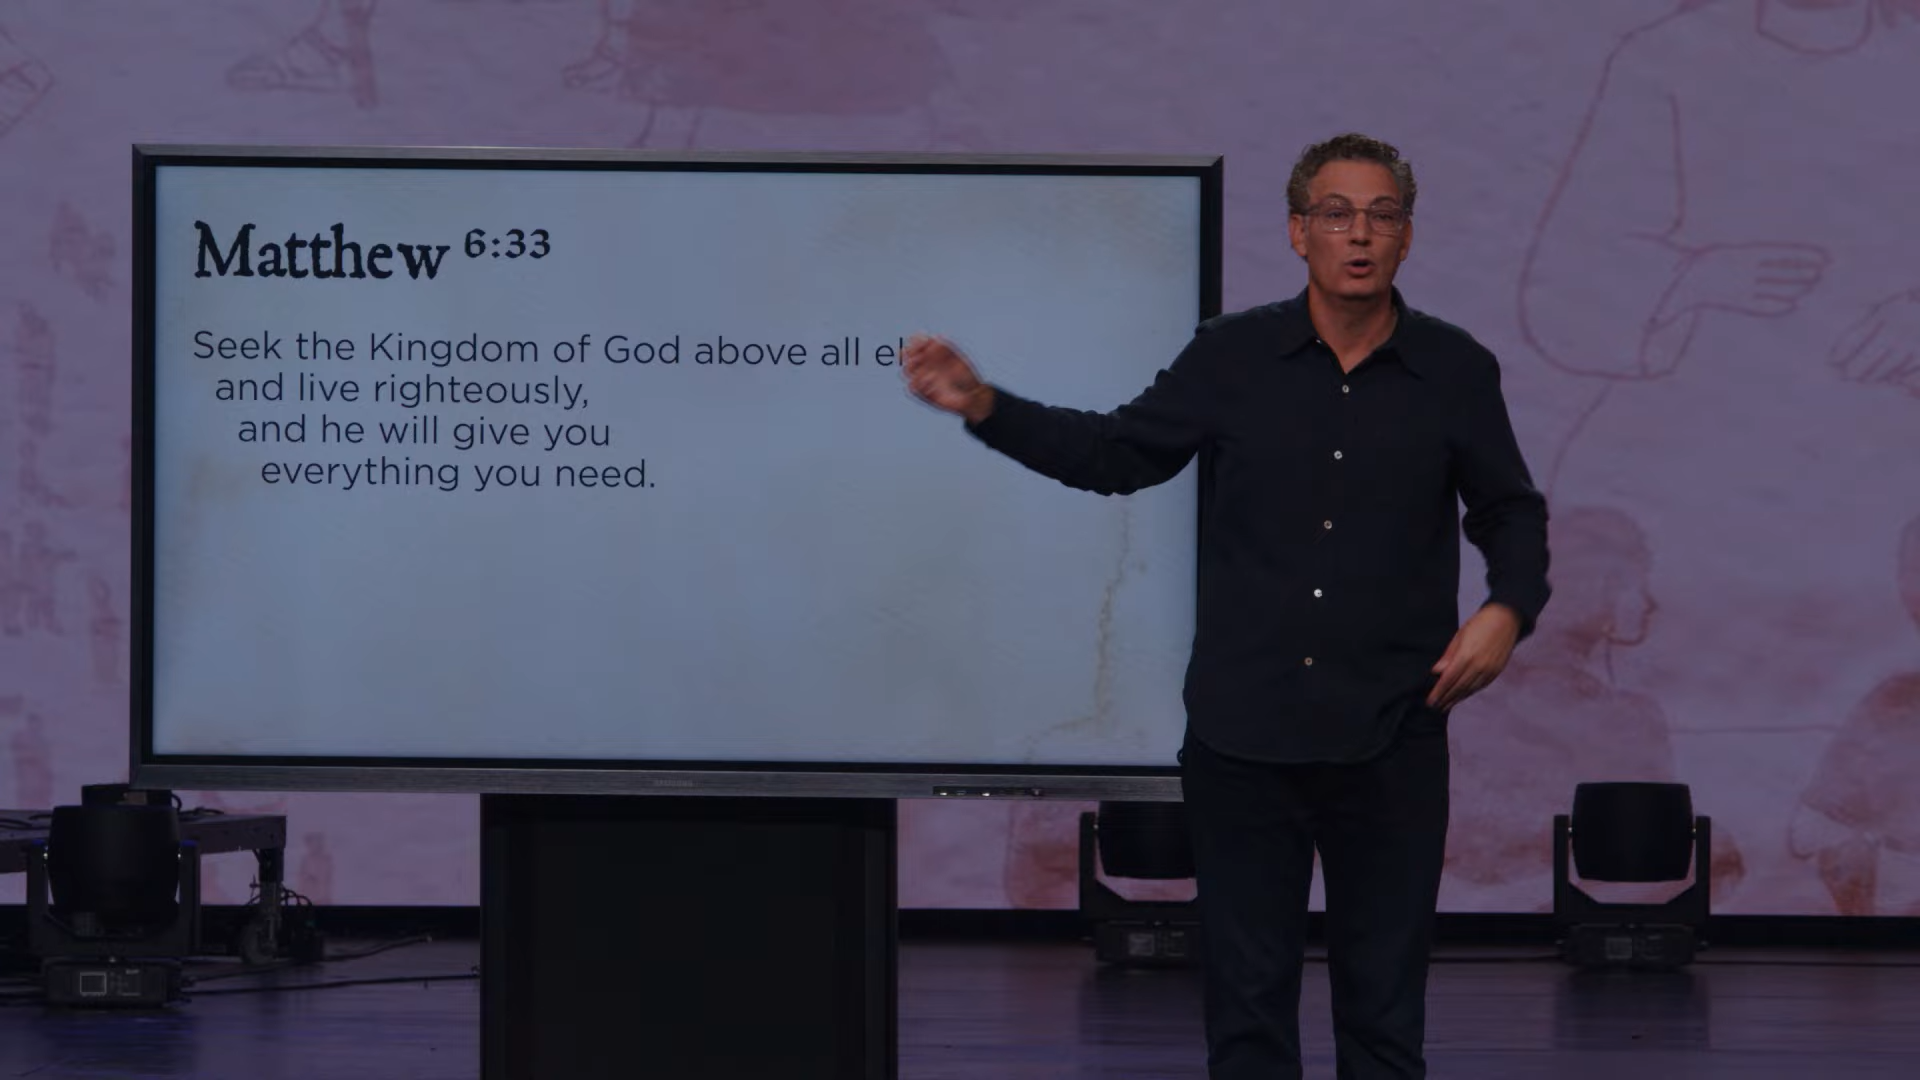 Matthew 6:33
Seek the Kingdom of God above all
and live righteously,
and he will give you
everything you need.
SAMSUNG